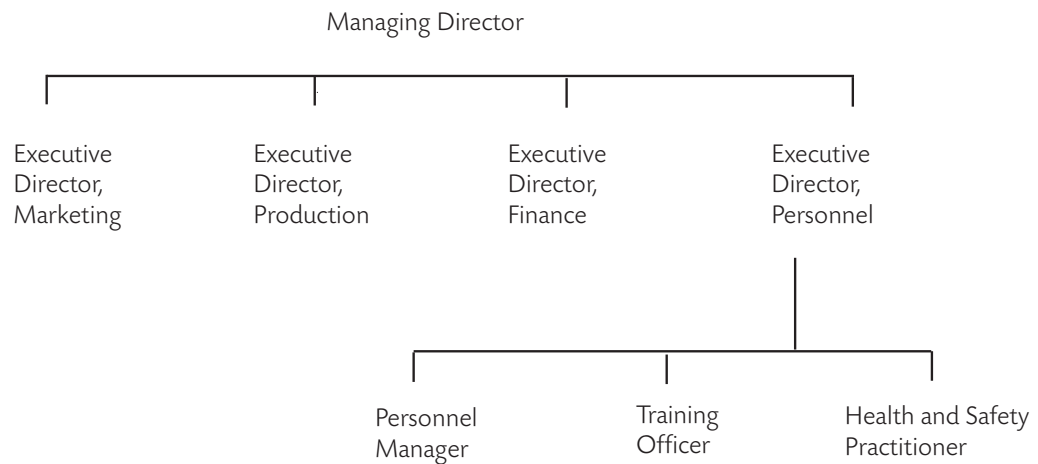 Managing Director
Executive
Director,
Marketing
Executive
Director,
Production
Executive
Director,
Finance
Executive
Director,
Personnel
Personnel
Manager
Training
Officer
Health and Safety
Practitioner